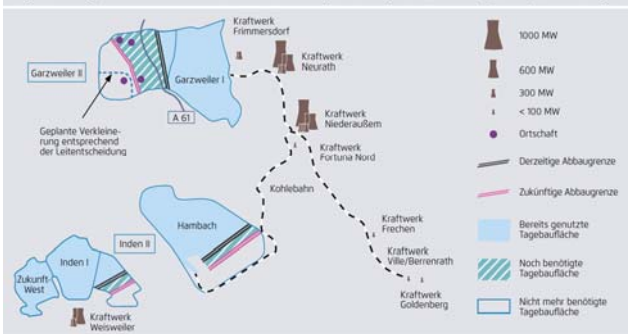 Kraftwerk
Frimmersdorf
Kraftwerk
Neurath
Garzweiler II
Garzweiler I
A 61
Geplante Verkleine-
rung entsprechend
der Leitentscheidung
Kraftwerk
Niederaußem
Kraftwerk
Fortuna Nord
Kohlebahn
Hambach
Inden II
Inden I
Zukunft-
West
Kraftwerk
Weisweiler
Kraftwerk
Frechen
Kraftwerk
Ville/Berrenrath
Kraftwerk
Goldenberg
1000 MW
600 MW
300 MW
< 100 MW
Ortschaft
Derzeitige Abbaugrenze
Zukünftige Abbaugrenze
Bereits genutzte
Tagebaufläche
Noch benötigte
Tagebaufläche
Nicht mehr benötigte
Tagebaufläche